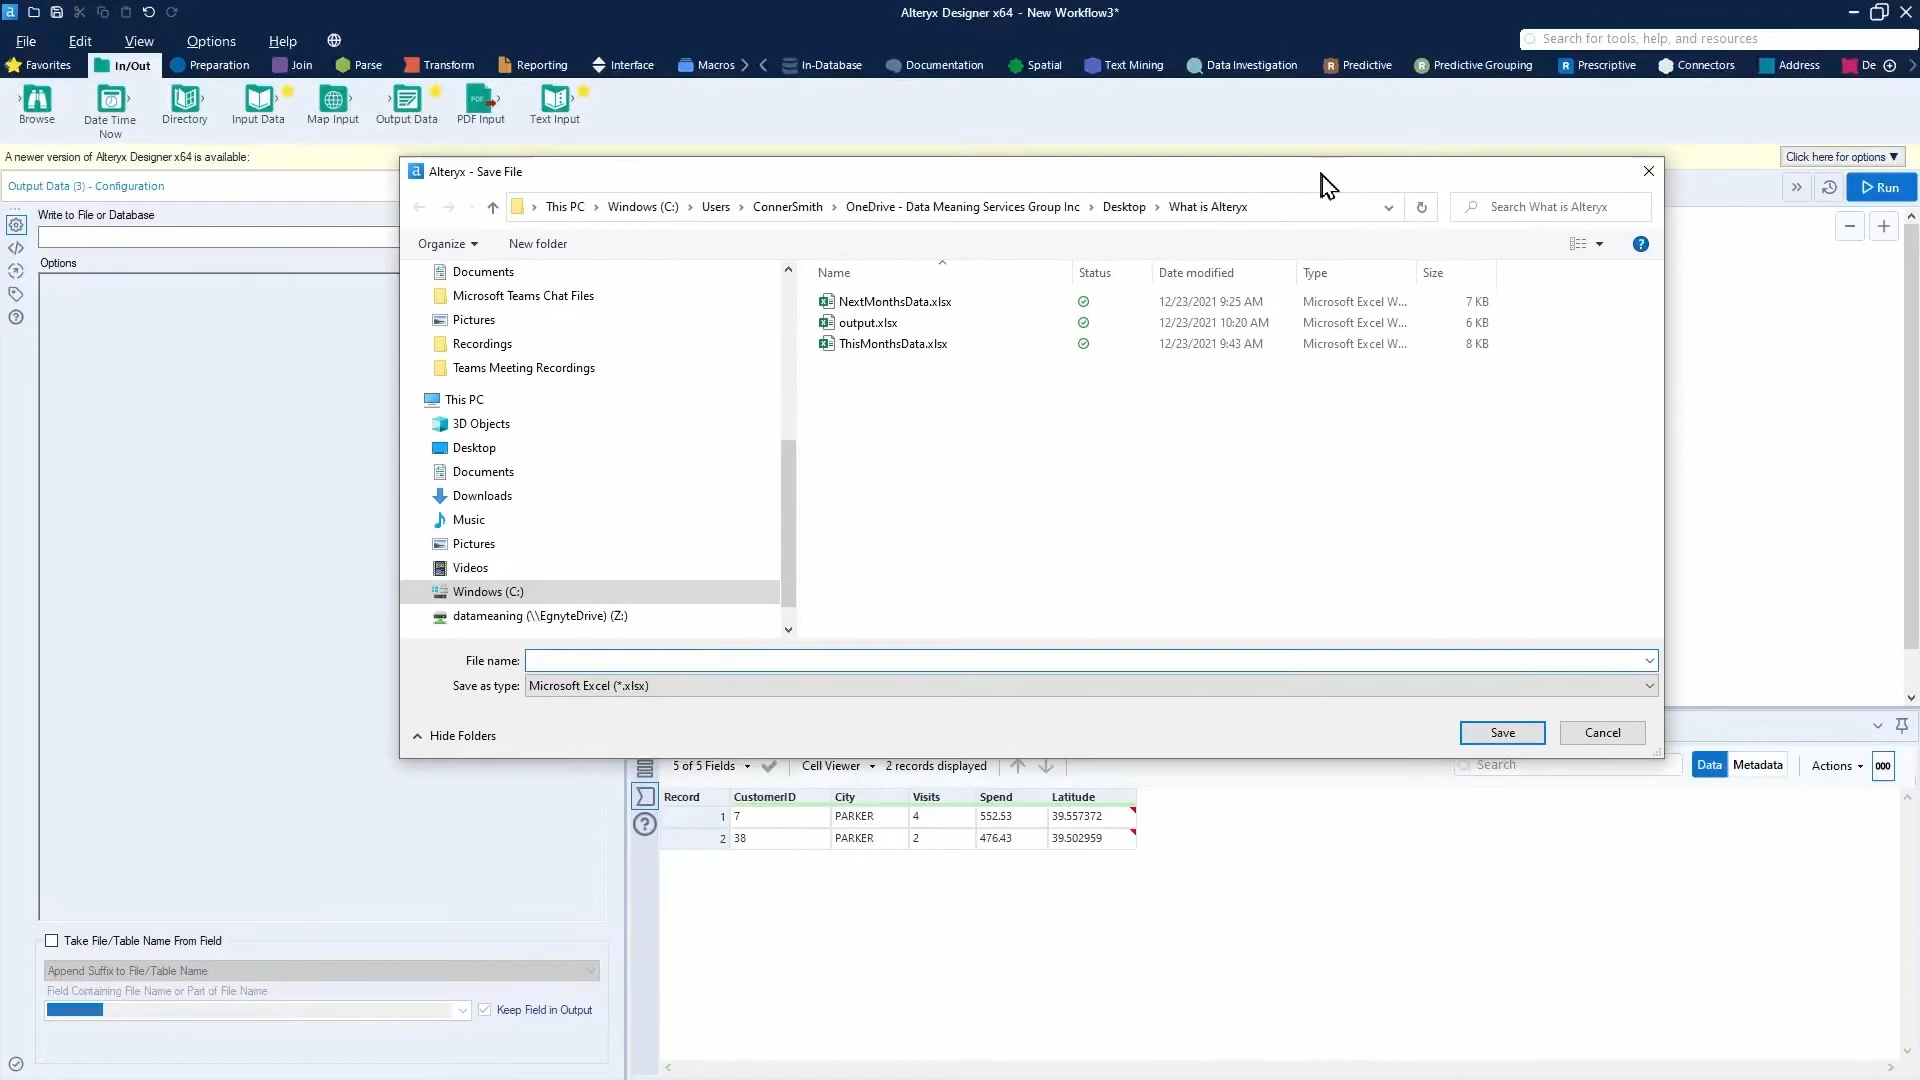 Alteryx Designer x64 - New Workflow3*
File Edit View Options Help
Search for tools, help, and resources
Favorites In/Out Preparation Join Parse Transform Reporting Interface Macros In-Database Documentation Spatial Text Mining Data Investigation Predictive Predictive Grouping Prescriptive Connectors Address De
Browse Date Time Now Directory Input Data Map Input Output Data PDF Input Text Input
A newer version of Alteryx Designer x64 is available:
Click here for options ▼
Output Data (3) - Configuration
Run
Write to File or Database
Options
Alteryx - Save File
This PC > Windows (C:) > Users > ConnerSmith > OneDrive - Data Meaning Services Group Inc > Desktop > What is Alteryx
Search What is Alteryx
Organize New folder
Documents
Microsoft Teams Chat Files
Pictures
Recordings
Teams Meeting Recordings
This PC
3D Objects
Desktop
Documents
Downloads
Music
Pictures
Videos
Windows (C:)
datameaning (\\EgnyteDrive) (Z:)
Name Status Date modified Type Size
NextMonthsData.xlsx 12/23/2021 9:25 AM Microsoft Excel W... 7 KB
output.xlsx 12/23/2021 10:20 AM Microsoft Excel W... 6 KB
ThisMonthsData.xlsx 12/23/2021 9:43 AM Microsoft Excel W... 8 KB
File name:
Save as type: Microsoft Excel (*.xlsx)
Hide Folders
Save Cancel
5 of 5 Fields Cell Viewer 2 records displayed
Search
Data Metadata Actions 000
Record CustomerID City Visits Spend Latitude
1 7 PARKER 4 552.53 39.557372
2 38 PARKER 2 476.43 39.502959
Take File/Table Name From Field
Append Suffix to File/Table Name
Field Containing File Name or Part of File Name
Keep Field in Output